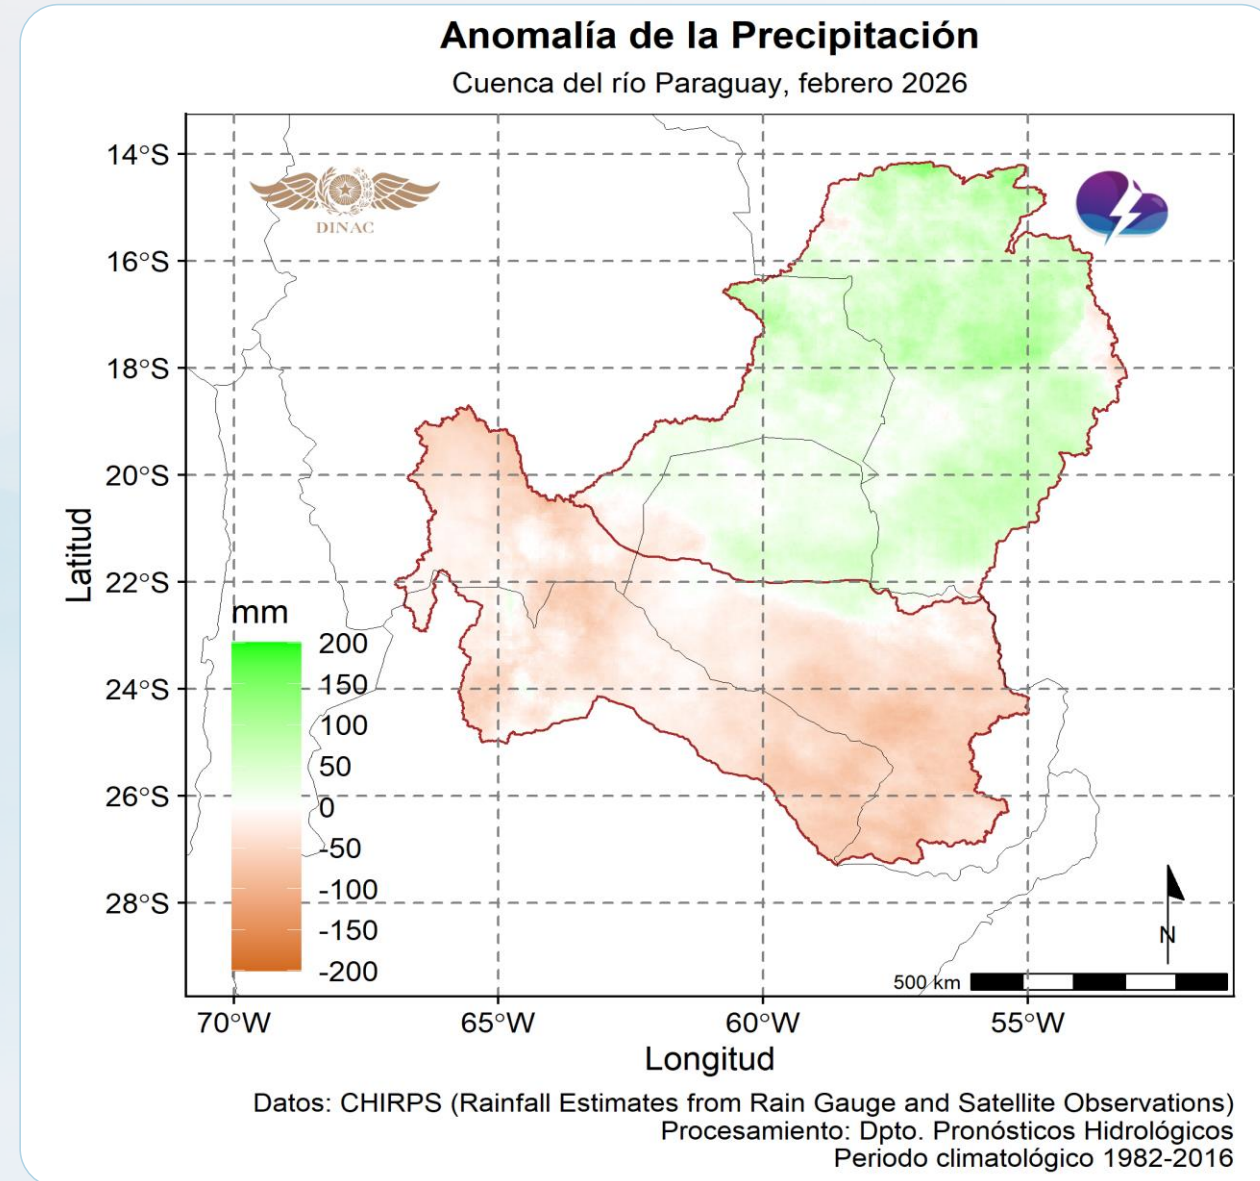 Anomalía de la Precipitación
Cuenca del río Paraguay, febrero 2026
14°S
16°S
18°S
20°S
22°S
24°S
26°S
28°S
Latitud
DINAC
mm
200
150
100
50
0
-50
-100
-150
-200
N
500 km
70°W
65°W
60°W
55°W
Longitud
Datos: CHIRPS (Rainfall Estimates from Rain Gauge and Satellite Observations)
Procesamiento: Dpto. Pronósticos Hidrológicos
Periodo climatológico 1982-2016